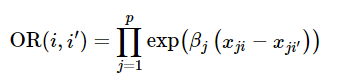 OR(i, i′) = ∏_{j=1}^{p} exp(β_j (x_{ji} − x_{ji′}))